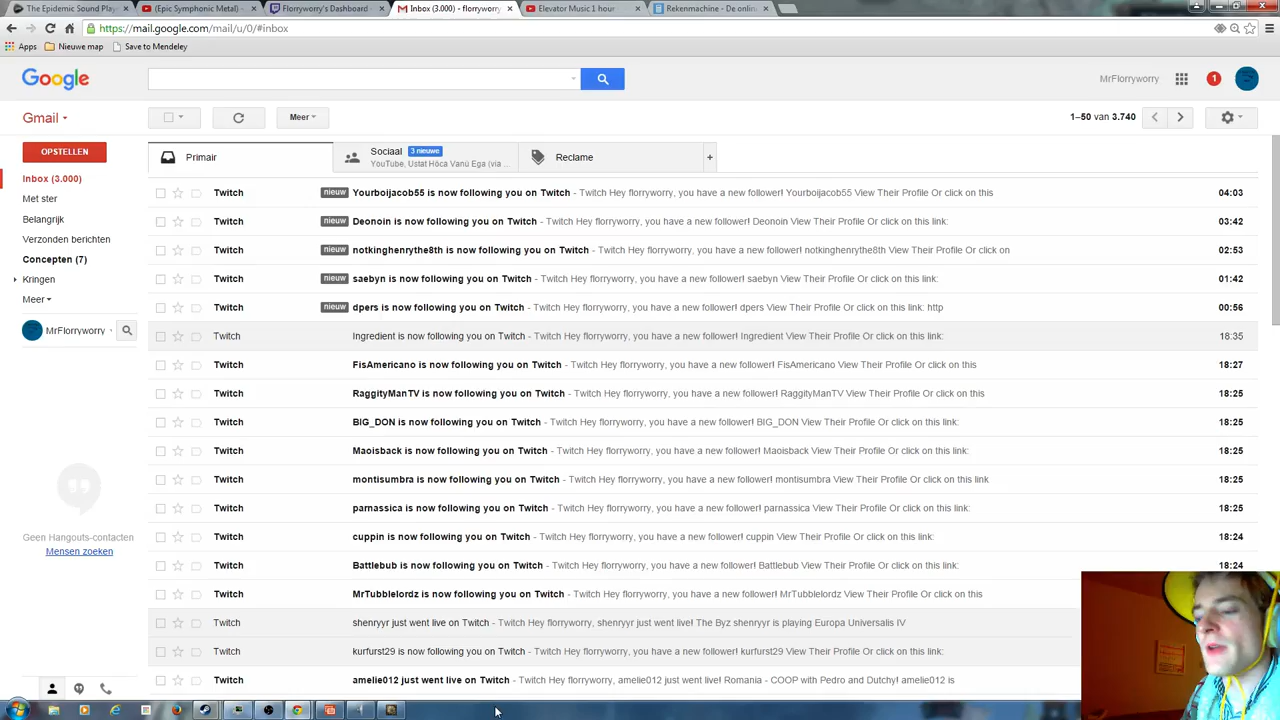 The Epidemic Sound Play
(Epic Symphonic Metal) -
Florryworry's Dashboard -
Inbox (3.000) - florryworry
Elevator Music 1 hour
Rekenmachine - De online
https://mail.google.com/mail/u/0/#inbox
Apps
Nieuwe map
Save to Mendeley
Google
MrFlorryworry
1
Gmail
Meer
1–50 van 3.740
OPSTELLEN
Primair
Sociaal
3 nieuwe
YouTube, Ustat Hoca Vanü Ega (via ...
Reclame
+
Inbox (3.000)
Met ster
Belangrijk
Verzonden berichten
Concepten (7)
Kringen
Meer
MrFlorryworry
Twitch nieuw Yourboijacob55 is now following you on Twitch - Twitch Hey florryworry, you have a new follower! Yourboijacob55 View Their Profile Or click on this 04:03
Twitch nieuw Deonoin is now following you on Twitch - Twitch Hey florryworry, you have a new follower! Deonoin View Their Profile Or click on this link: 03:42
Twitch nieuw notkinghenrythe8th is now following you on Twitch - Twitch Hey florryworry, you have a new follower! notkinghenrythe8th View Their Profile Or click on 02:53
Twitch nieuw saebyn is now following you on Twitch - Twitch Hey florryworry, you have a new follower! saebyn View Their Profile Or click on this link: 01:42
Twitch nieuw dpers is now following you on Twitch - Twitch Hey florryworry, you have a new follower! dpers View Their Profile Or click on this link: http 00:56
Twitch Ingredient is now following you on Twitch - Twitch Hey florryworry, you have a new follower! Ingredient View Their Profile Or click on this link: 18:35
Twitch FisAmericano is now following you on Twitch - Twitch Hey florryworry, you have a new follower! FisAmericano View Their Profile Or click on this 18:27
Twitch RaggityManTV is now following you on Twitch - Twitch Hey florryworry, you have a new follower! RaggityManTV View Their Profile Or click on this 18:25
Twitch BIG_DON is now following you on Twitch - Twitch Hey florryworry, you have a new follower! BIG_DON View Their Profile Or click on this link: 18:25
Twitch Maoisback is now following you on Twitch - Twitch Hey florryworry, you have a new follower! Maoisback View Their Profile Or click on this link: 18:25
Twitch montisumbra is now following you on Twitch - Twitch Hey florryworry, you have a new follower! montisumbra View Their Profile Or click on this link 18:25
Twitch parnassica is now following you on Twitch - Twitch Hey florryworry, you have a new follower! parnassica View Their Profile Or click on this link: 18:25
Twitch cuppin is now following you on Twitch - Twitch Hey florryworry, you have a new follower! cuppin View Their Profile Or click on this link: 18:24
Twitch Battlebub is now following you on Twitch - Twitch Hey florryworry, you have a new follower! Battlebub View Their Profile Or click on this link: 18:24
Twitch MrTubblelordz is now following you on Twitch - Twitch Hey florryworry, you have a new follower! MrTubblelordz View Their Profile Or click on this
Twitch shenryyr just went live on Twitch - Twitch Hey florryworry, shenryyr just went live! The Byz shenryyr is playing Europa Universalis IV
Twitch kurfurst29 is now following you on Twitch - Twitch Hey florryworry, you have a new follower! kurfurst29 View Their Profile Or click on this link:
Twitch amelie012 just went live on Twitch - Twitch Hey florryworry, amelie012 just went live! Romania - COOP with Pedro and Dutchy! amelie012 is
Geen Hangouts-contacten
Mensen zoeken